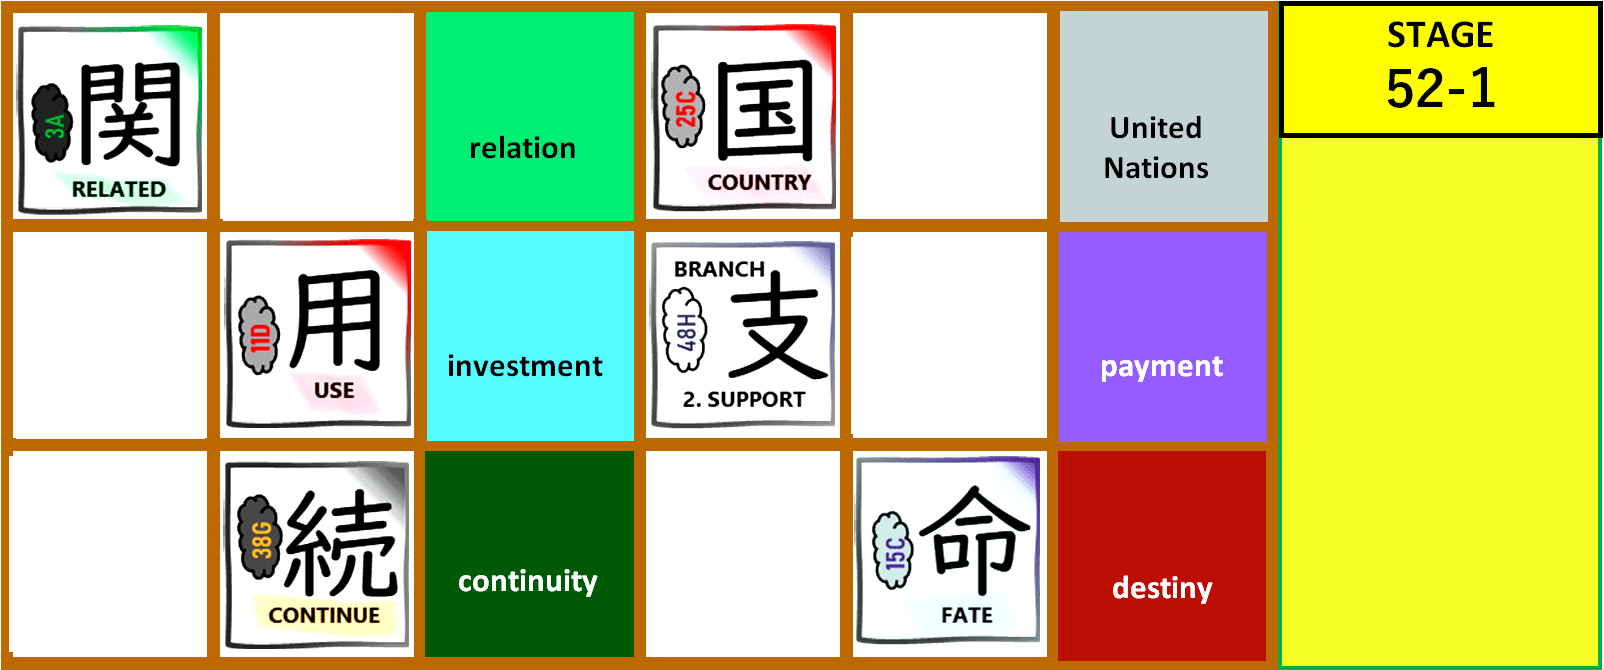 関
3A
RELATED
relation
国
25C
COUNTRY
United
Nations
STAGE
52-1
用
11D
USE
investment
BRANCH
支
48H
2. SUPPORT
payment
続
38G
CONTINUE
continuity
命
15C
FATE
destiny